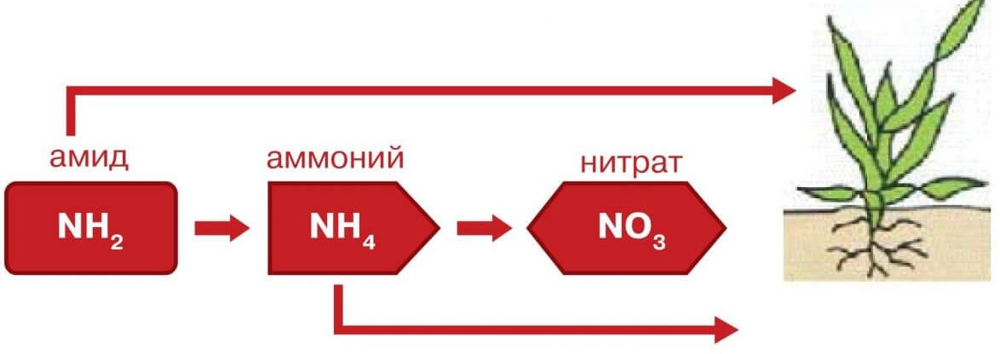 амид
аммоний
нитрат
NH₂
NH₄
NO₃